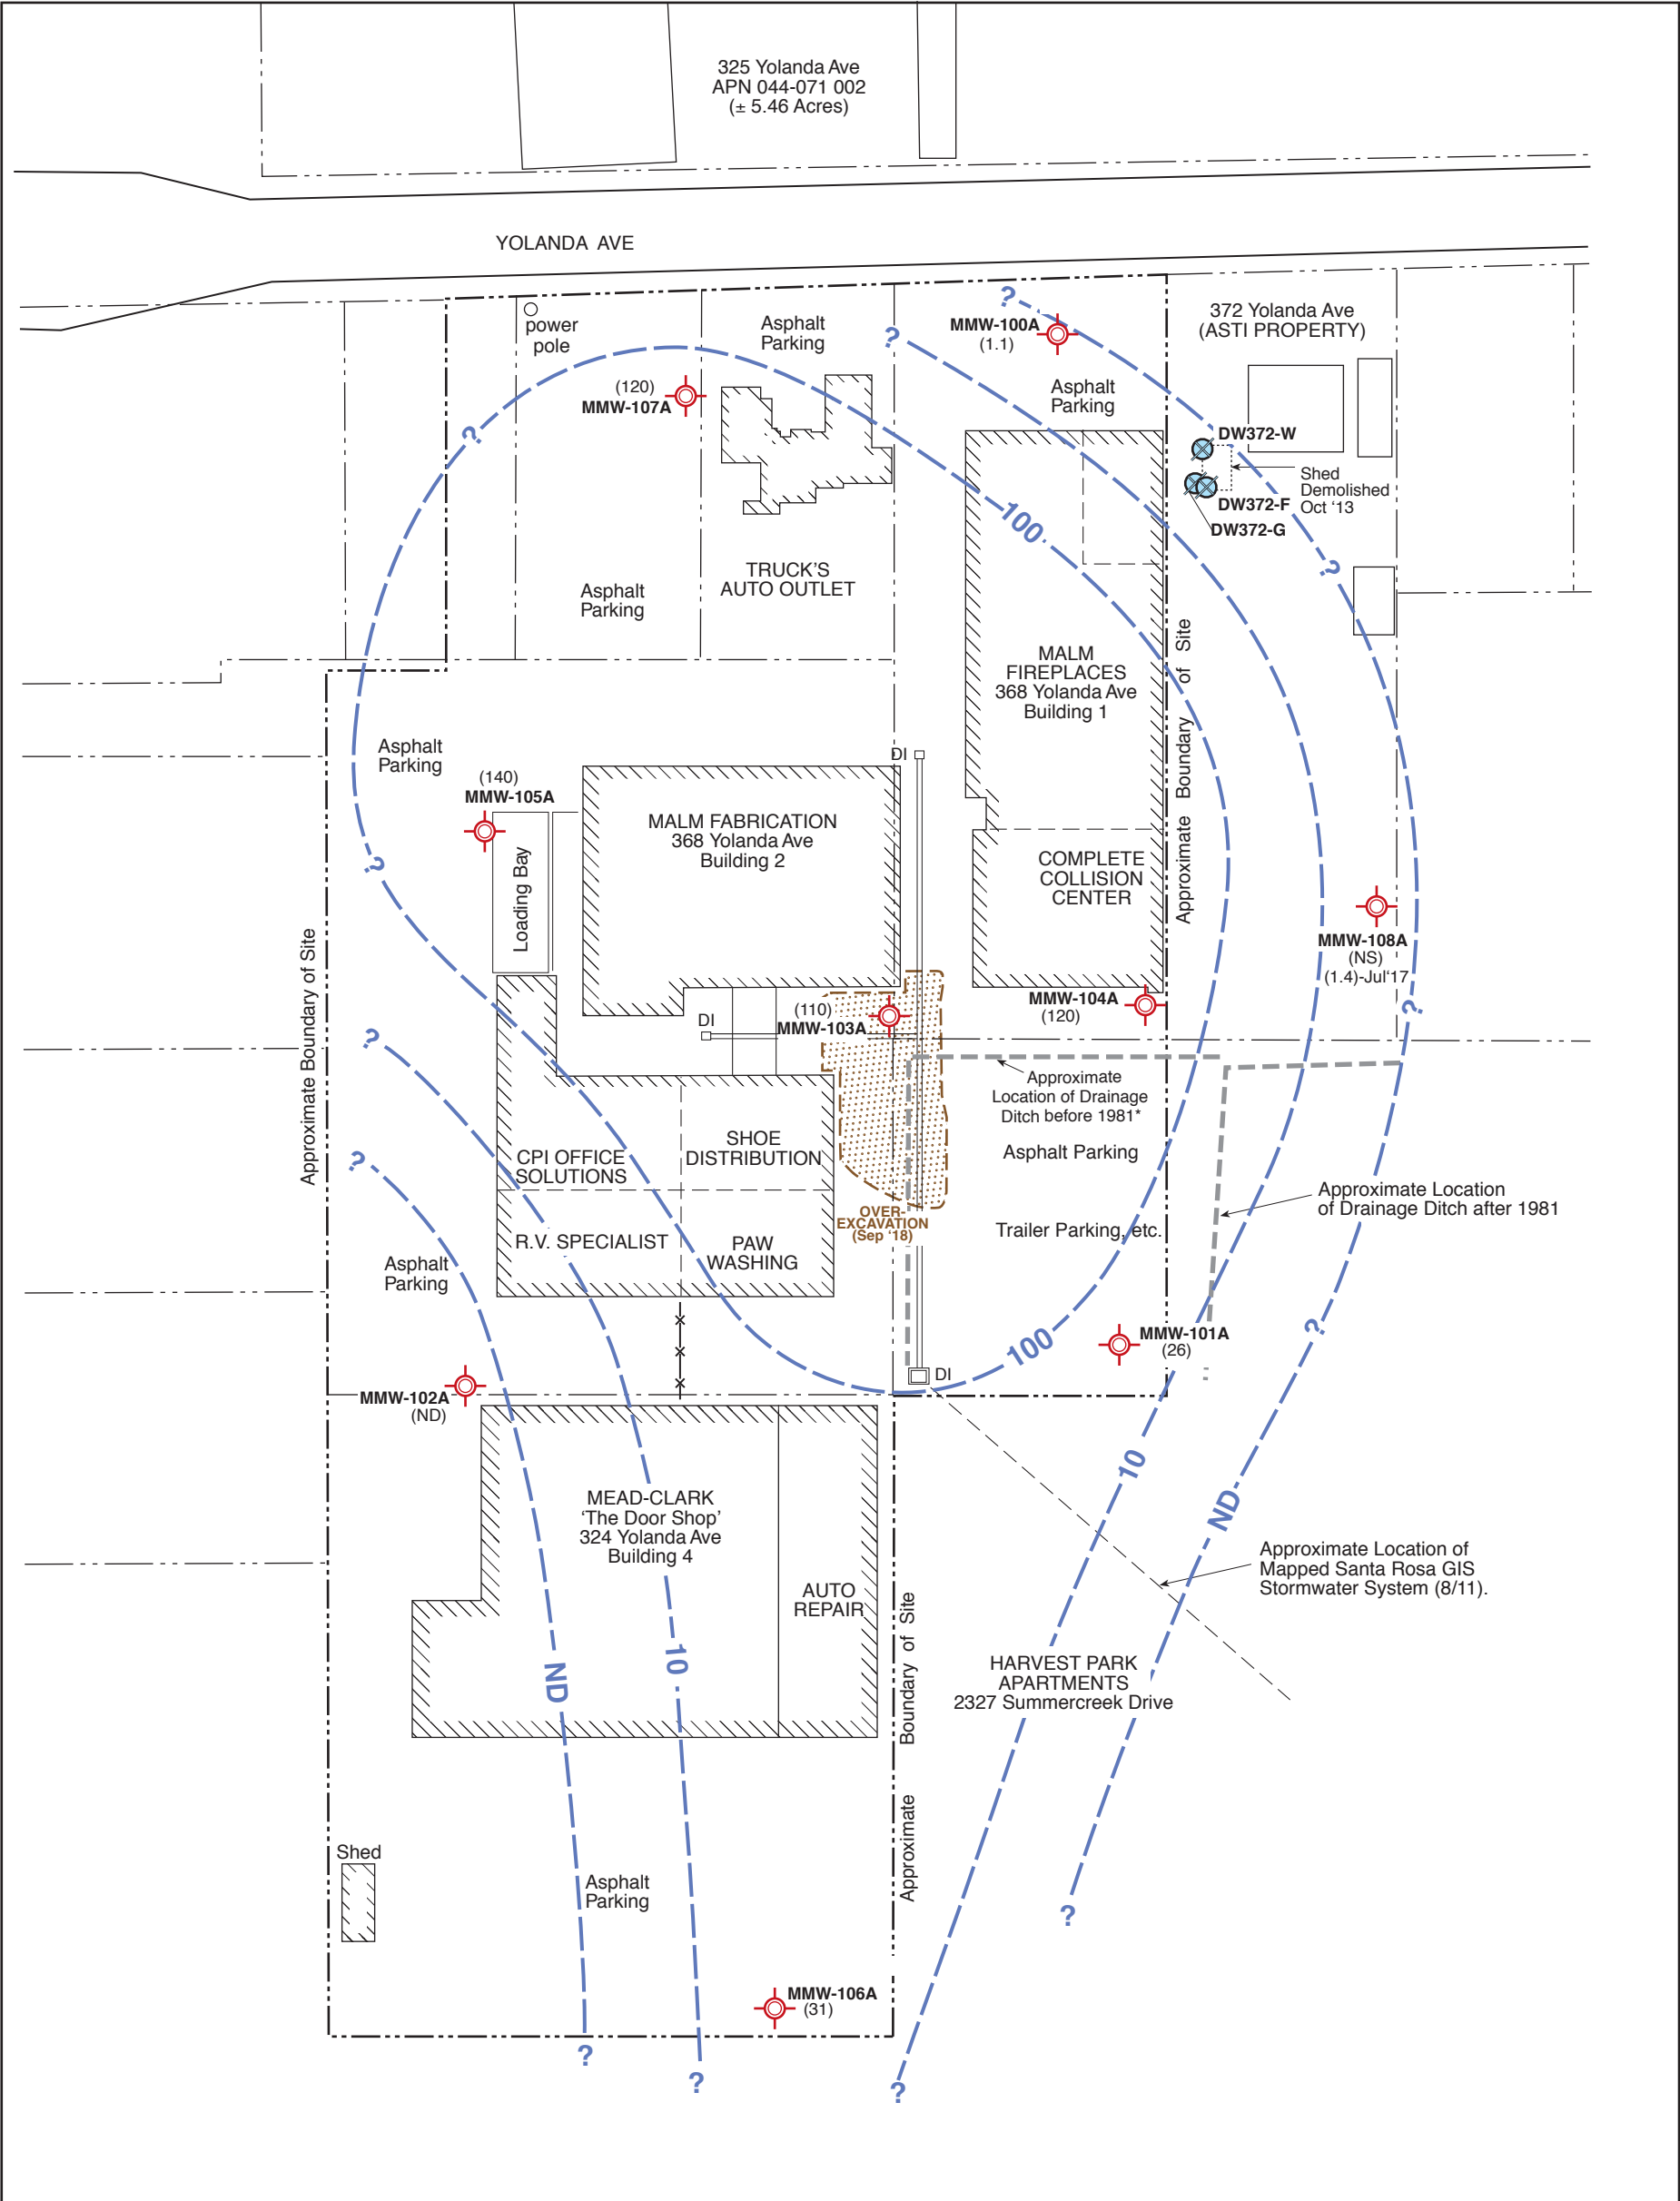 325 Yolanda Ave
APN 044-071 002
(± 5.46 Acres)
YOLANDA AVE
power
pole
Asphalt
Parking
?
?
MMW-100A
(1.1)
372 Yolanda Ave
(ASTI PROPERTY)
(120)
MMW-107A
Asphalt
Parking
?
DW372-W
Shed
Demolished
Oct ‘13
DW372-F
DW372-G
100
?
TRUCK'S
AUTO OUTLET
Asphalt
Parking
MALM
FIREPLACES
368 Yolanda Ave
Building 1
Approximate Boundary of Site
Asphalt
Parking
DI
(140)
MMW-105A
MALM FABRICATION
368 Yolanda Ave
Building 2
Loading Bay
?
COMPLETE
COLLISION
CENTER
MMW-108A
(NS)
(1.4)-Jul‘17
?
Approximate Boundary of Site
MMW-104A
(120)
(110)
MMW-103A
DI
?
Approximate
Location of Drainage
Ditch before 1981*
Asphalt Parking
SHOE
DISTRIBUTION
CPI OFFICE
SOLUTIONS
?
Approximate Location
of Drainage Ditch after 1981
OVER-
EXCAVATION
(Sep ‘18)
Trailer Parking, etc.
R.V. SPECIALIST
PAW
WASHING
Asphalt
Parking
?
100
MMW-101A
(26)
DI
MMW-102A
(ND)
10
ND
MEAD-CLARK
‘The Door Shop’
324 Yolanda Ave
Building 4
AUTO
REPAIR
Approximate Location of
Mapped Santa Rosa GIS
Stormwater System (8/11).
ND
10
HARVEST PARK
APARTMENTS
2327 Summercreek Drive
Approximate Boundary of Site
Shed
Asphalt
Parking
?
MMW-106A
(31)
?
?
?